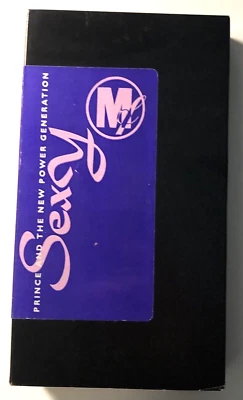 PRINCE AND THE NEW POWER GENERATION
Sexy
M